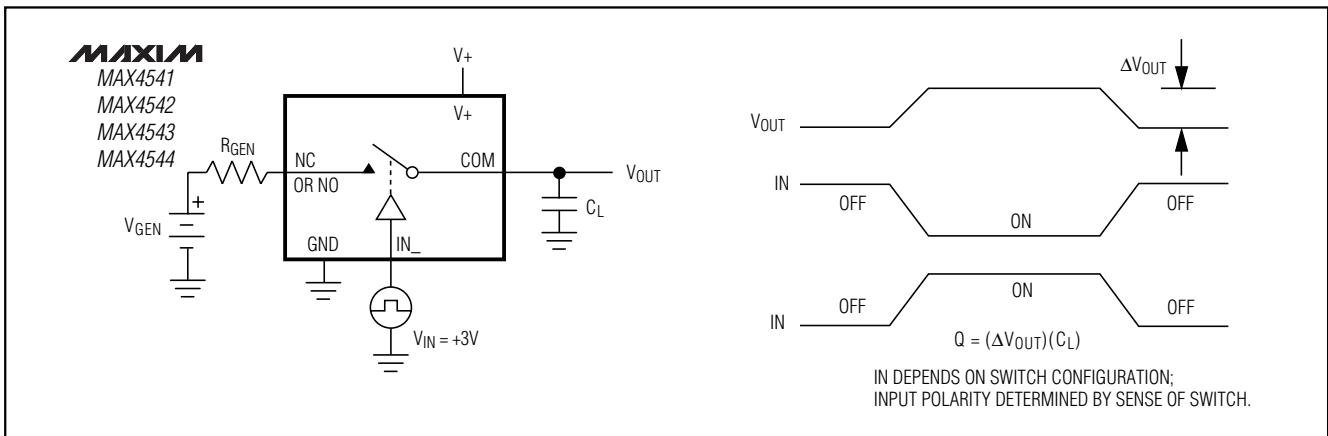 MAXIM
MAX4541
MAX4542
MAX4543
MAX4544
V+
V+
RGEN
NC
OR NO
COM
VOUT
CL
+
VGEN
GND
IN_
VIN = +3V
ΔVOUT
VOUT
IN
OFF
ON
OFF
IN
OFF
ON
OFF
Q = (ΔVOUT)(CL)
IN DEPENDS ON SWITCH CONFIGURATION;
INPUT POLARITY DETERMINED BY SENSE OF SWITCH.